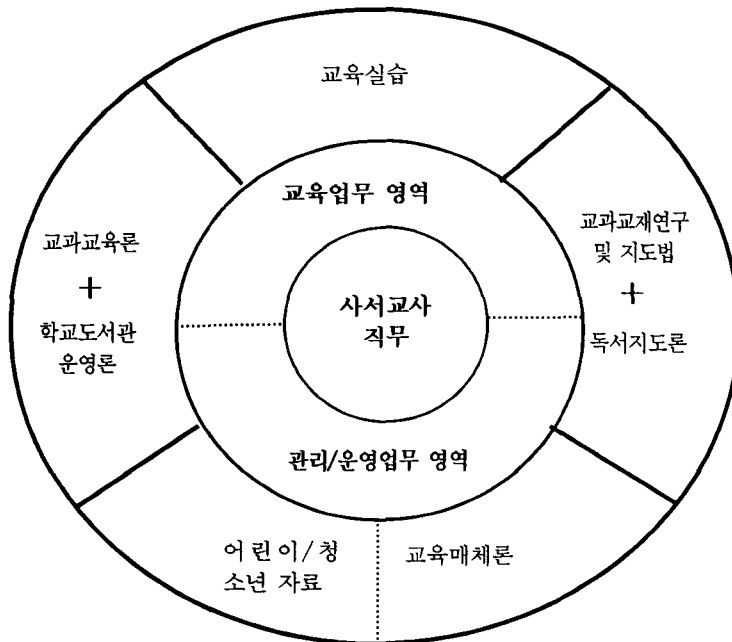 교육실습
교육업무 영역
교과교육론
+
학교도서관
운영론
사서교사
직무
교과교재연구
및 지도법
+
독서지도론
관리/운영업무 영역
어린이/청
소년 자료
교육매체론